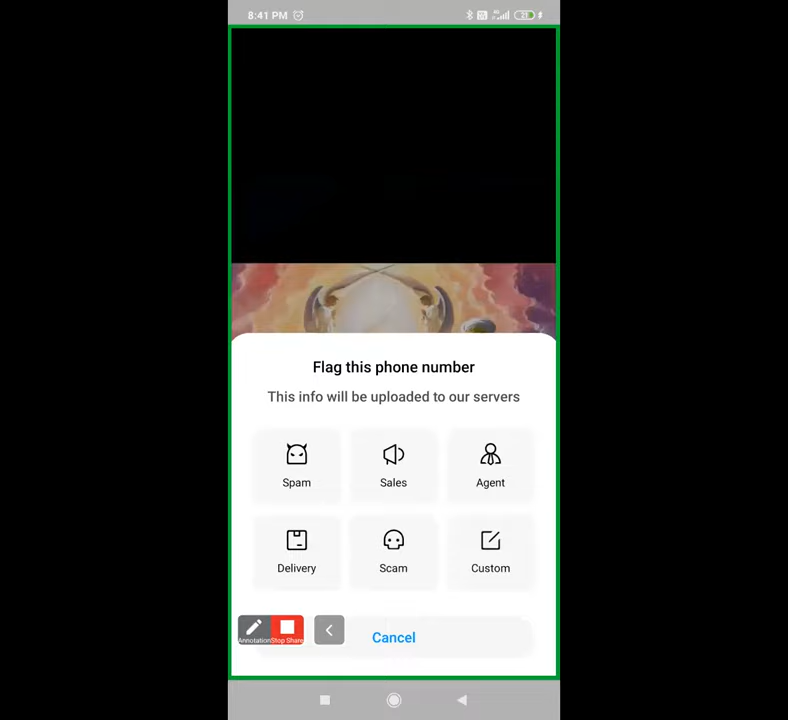 8:41 PM
Flag this phone number
This info will be uploaded to our servers
Spam Sales Agent
Delivery Scam Custom
Annotation Stop Share
Cancel